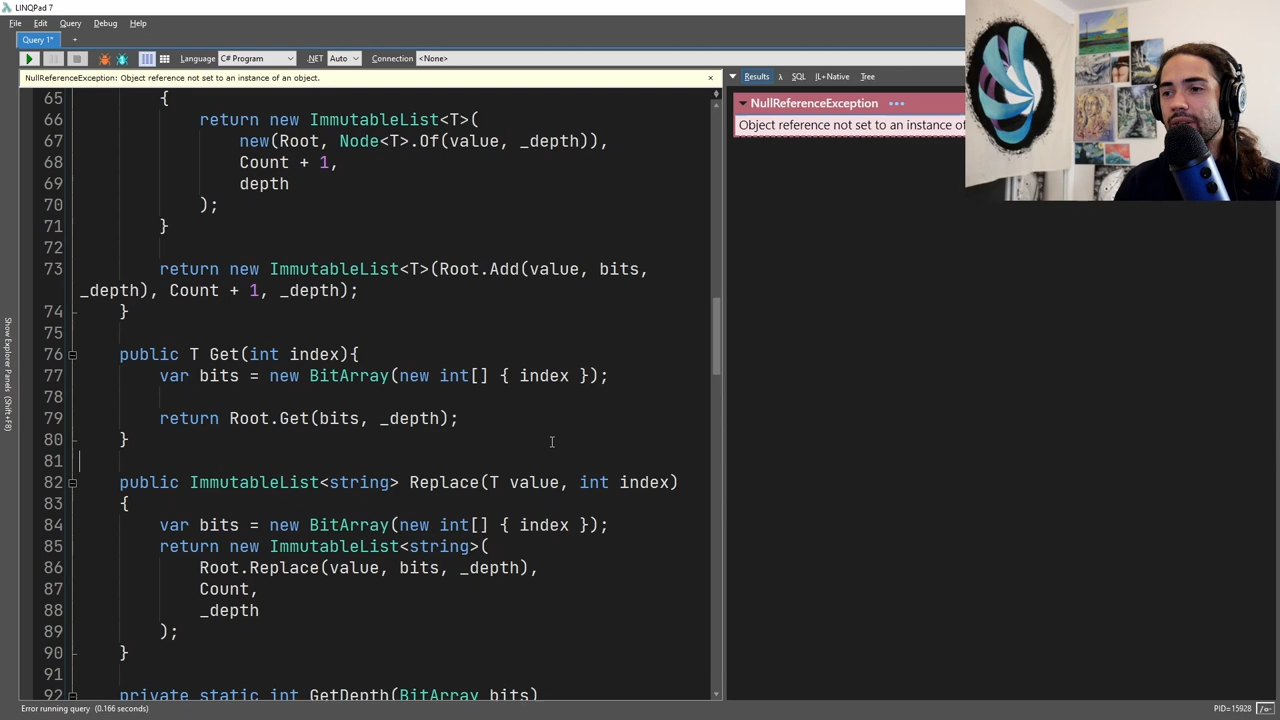 LINQPad 7
File Edit Query Debug Help
Query 1* +
Language C# Program .NET Auto Connection <None>
NullReferenceException: Object reference not set to an instance of an object. ×
Results λ SQL IL+Native Tree
NullReferenceException •••
Object reference not set to an instance of
65 {
66 return new ImmutableList<T>(
67 new(Root, Node<T>.Of(value, _depth)),
68 Count + 1,
69 depth
70 );
71 }
72
73 return new ImmutableList<T>(Root.Add(value, bits,
_depth), Count + 1, _depth);
74 }
75
76 public T Get(int index){
77 var bits = new BitArray(new int[] { index });
78
79 return Root.Get(bits, _depth);
80 }
81
82 public ImmutableList<string> Replace(T value, int index)
83 {
84 var bits = new BitArray(new int[] { index });
85 return new ImmutableList<string>(
86 Root.Replace(value, bits, _depth),
87 Count,
88 _depth
89 );
90 }
91
92 private static int GetDepth(BitArray bits)
Show Explorer Panels (Shift+F8)
Error running query (0.166 seconds)
PID=15928 /o-